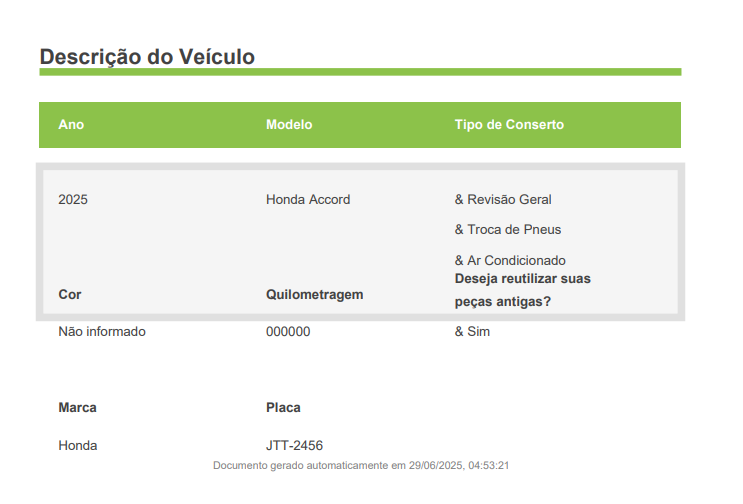 Descrição do Veículo
Ano Modelo Tipo de Conserto
2025 Honda Accord & Revisão Geral
& Troca de Pneus
& Ar Condicionado
Cor Quilometragem Deseja reutilizar suas
peças antigas?
Não informado 000000 & Sim
Marca Placa
Honda JTT-2456
Documento gerado automaticamente em 29/06/2025, 04:53:21